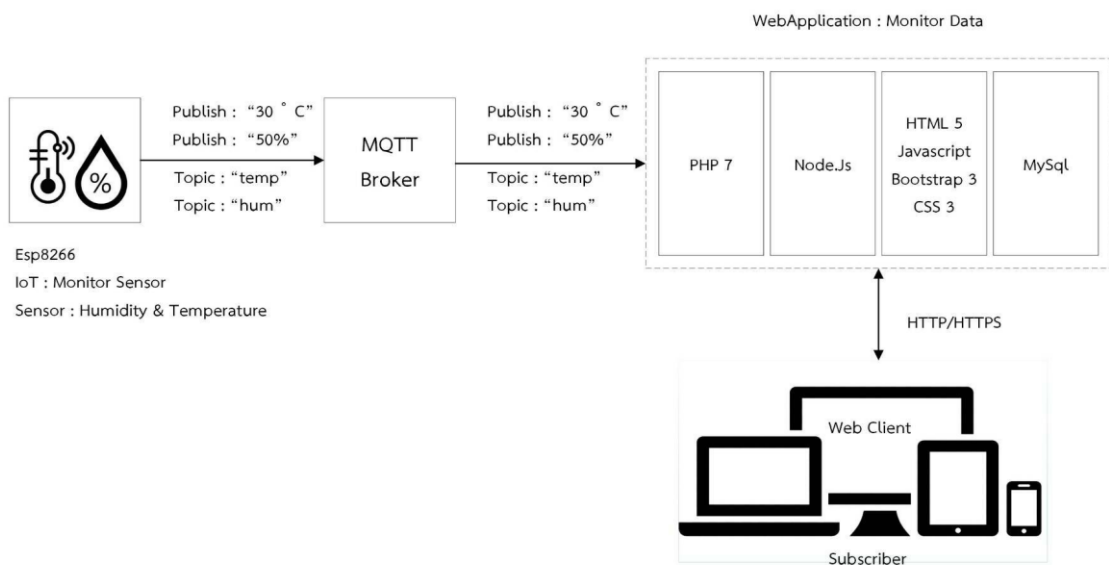 WebApplication : Monitor Data
Publish : “30 ° C”
Publish : “50%”
Topic : “temp”
Topic : “hum”
%
MQTT
Broker
Publish : “30 ° C”
Publish : “50%”
Topic : “temp”
Topic : “hum”
PHP 7
Node.Js
HTML 5
Javascript
Bootstrap 3
CSS 3
MySql
Esp8266
IoT : Monitor Sensor
Sensor : Humidity & Temperature
HTTP/HTTPS
Web Client
Subscriber